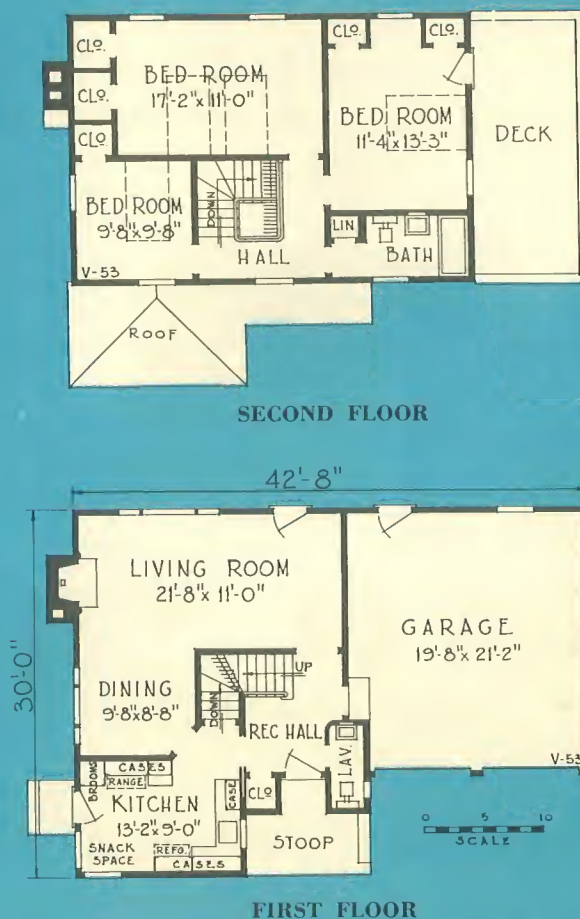 CLO.
CLO.
CLO.
BED-ROOM
17'-2" x 11'-0"
CLO.
CLO.
BED ROOM
11'-4" x 13'-3"
DECK
BED ROOM
9'-8" x 9'-8"
DOWN
HALL
LIN
BATH
V-53
ROOF
SECOND FLOOR
42'-8"
30'-0"
LIVING ROOM
21'-8" x 11'-0"
GARAGE
19'-8" x 21'-2"
DINING
9'-8" x 8'-8"
UP
DOWN
REC HALL
LAV.
V-53
BROOMS
CASES
RANGE
KITCHEN
13'-2" x 9'-0"
CASE
CLO
SNACK
SPACE
REFG.
CASES
STOOP
0 5 10
SCALE
FIRST FLOOR